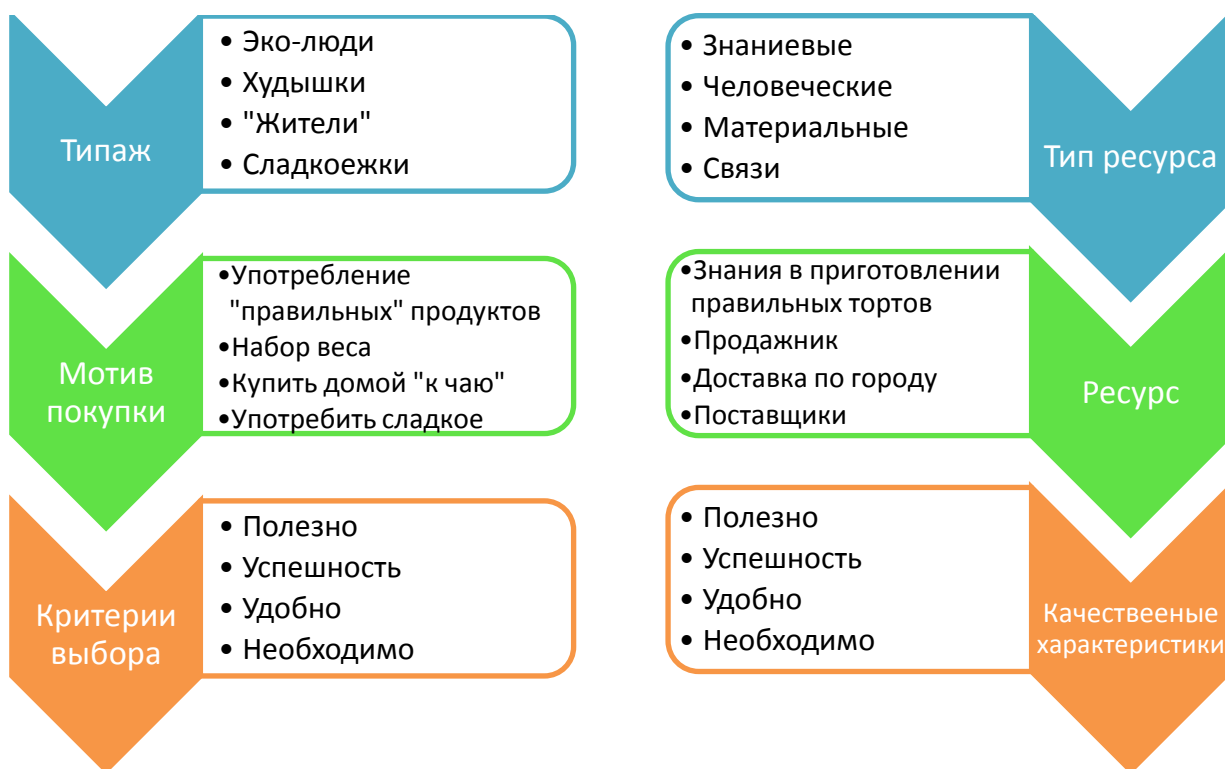 Типаж
• Эко-люди
• Худышки
• "Жители"
• Сладкоежки
Мотив
покупки
•Употребление
"правильных" продуктов
•Набор веса
•Купить домой "к чаю"
•Употребить сладкое
Критерии
выбора
• Полезно
• Успешность
• Удобно
• Необходимо
• Знаниевые
• Человеческие
• Материальные
• Связи
Тип ресурса
•Знания в приготовлении
правильных тортов
•Продажник
•Доставка по городу
•Поставщики
Ресурс
• Полезно
• Успешность
• Удобно
• Необходимо
Качествееные
характеристики